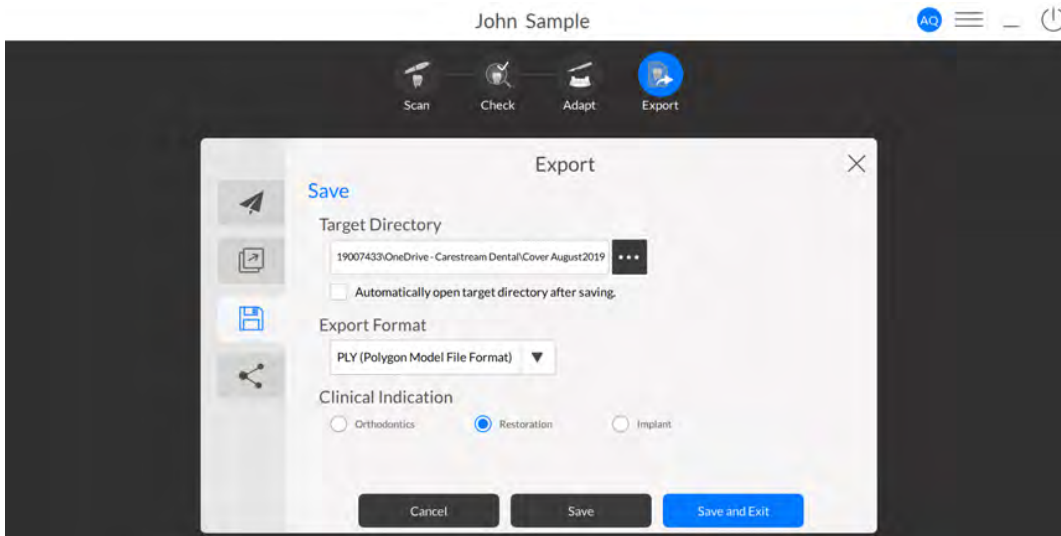 John Sample
AQ
Scan Check Adapt Export
Export
Save
Target Directory
19007433\OneDrive - Carestream Dental\Cover August2019
Automatically open target directory after saving.
Export Format
PLY (Polygon Model File Format)
Clinical Indication
Orthodontics Restoration Implant
Cancel Save Save and Exit